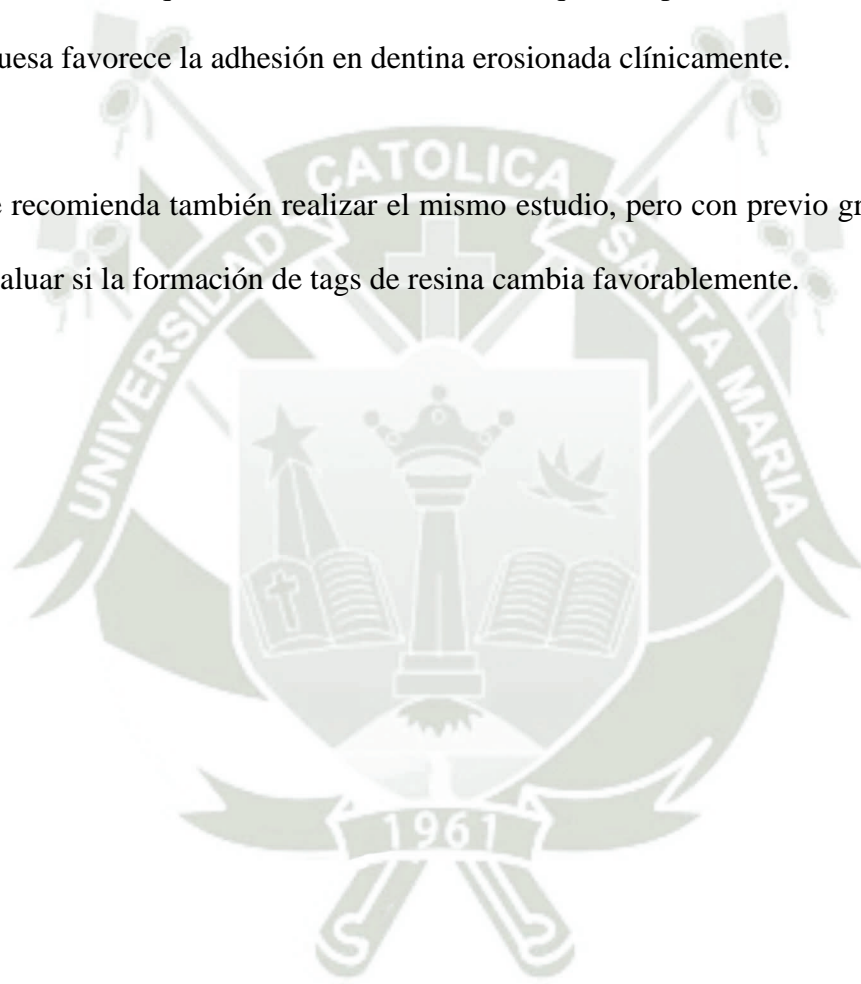 uesa favorece la adhesión en dentina erosionada clínicamente.
recomienda también realizar el mismo estudio, pero con previo
aluar si la formación de tags de resina cambia favorablemente.
UNIVERSIDAD CATOLICA SANTA MARIA
1961